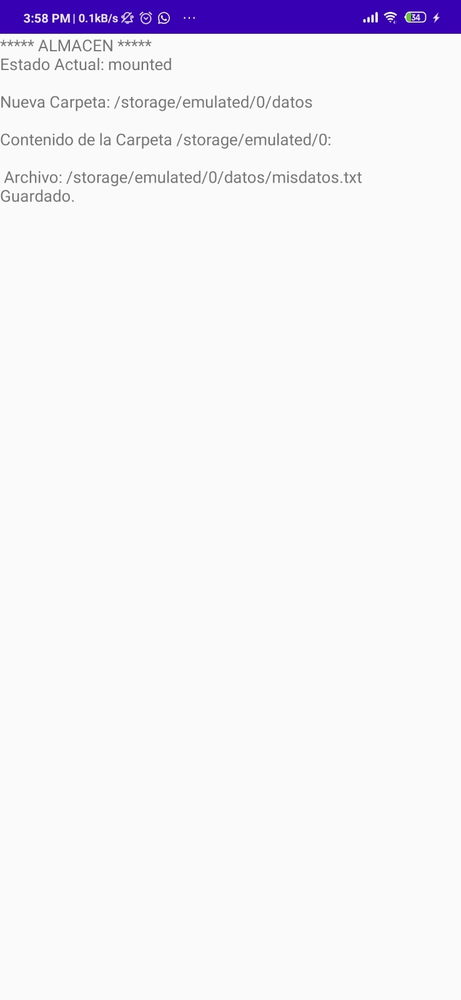 3:58 PM | 0.1kB/s ... 34
***** ALMACEN *****
Estado Actual: mounted
Nueva Carpeta: /storage/emulated/0/datos
Contenido de la Carpeta /storage/emulated/0:
Archivo: /storage/emulated/0/datos/misdatos.txt
Guardado.